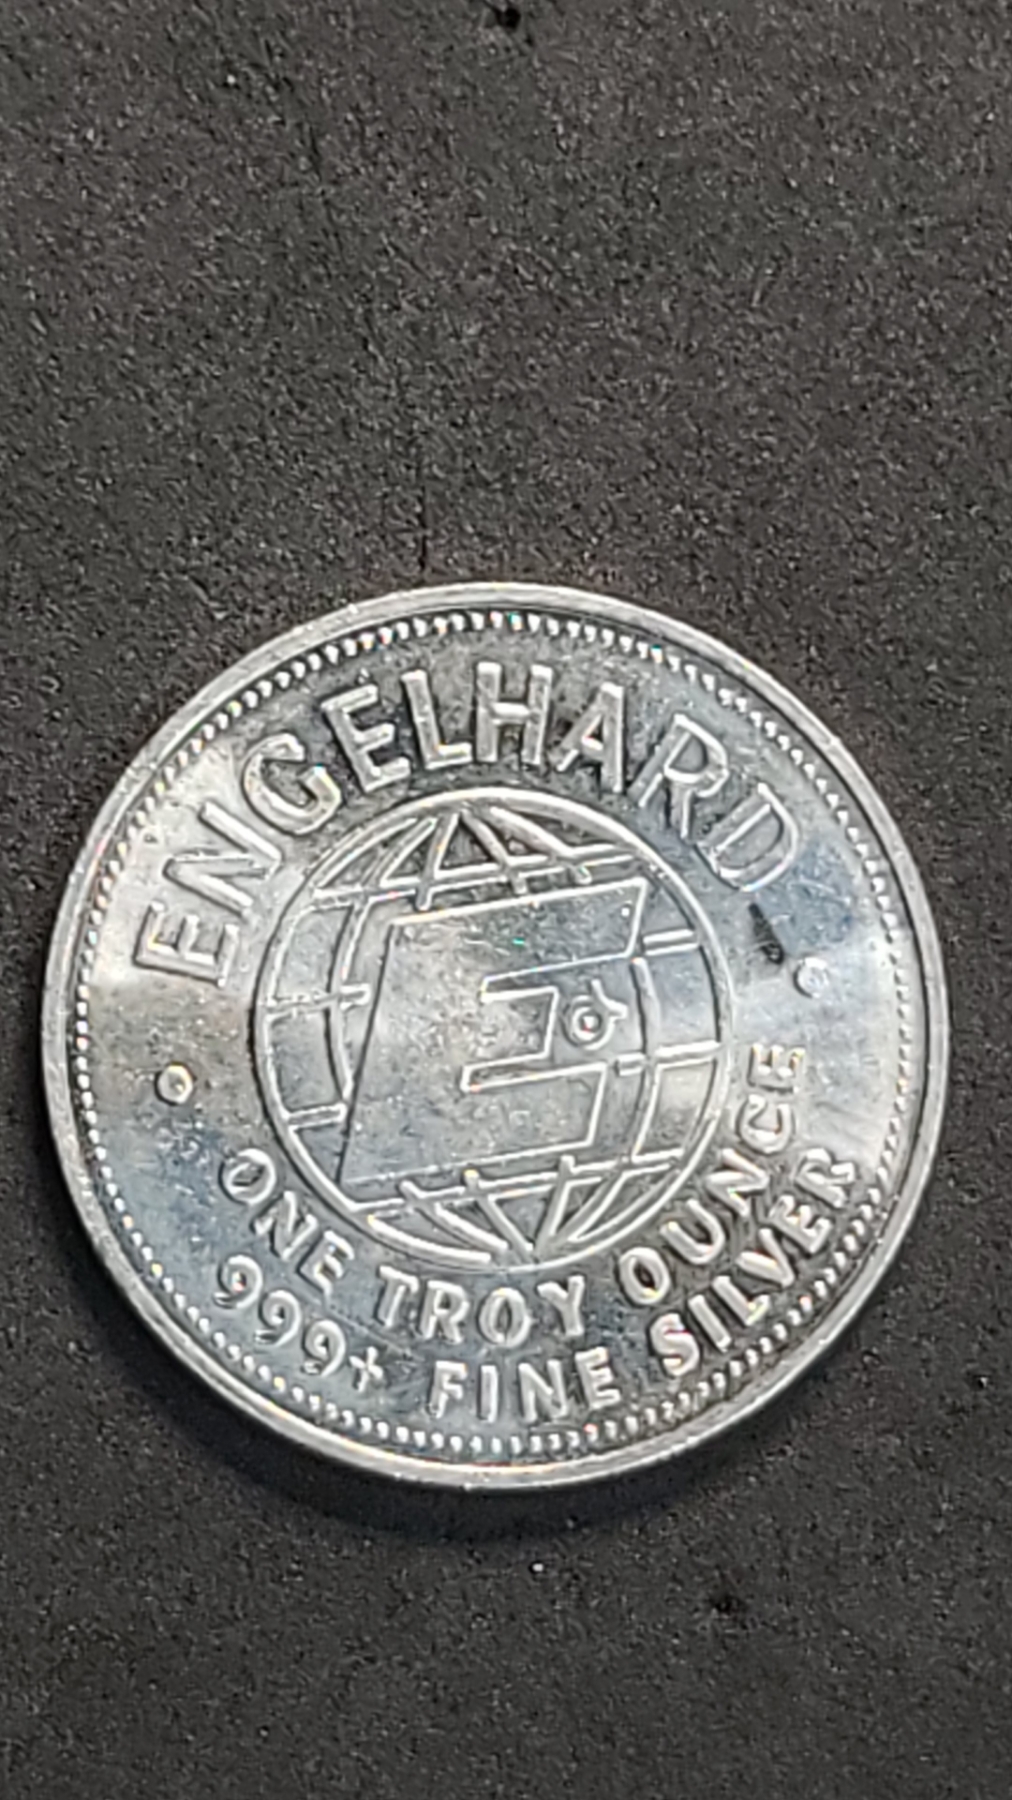 ENGELHARD
ONE TROY OUNCE
999+ FINE SILVER